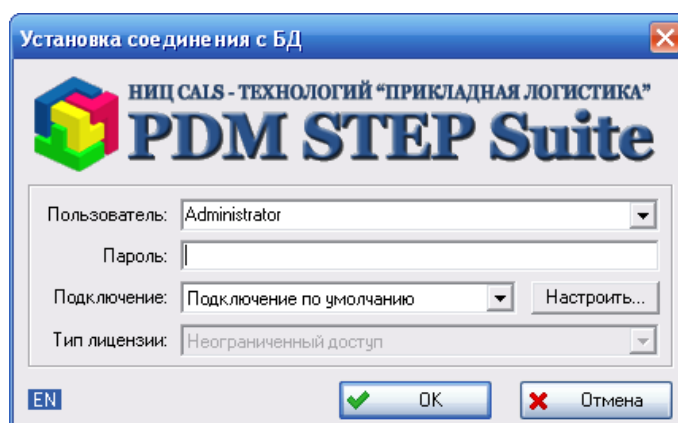 Установка соединения с БД
НИЦ CALS - ТЕХНОЛОГИЙ "ПРИКЛАДНАЯ ЛОГИСТИКА"
PDM STEP Suite
Пользователь: Administrator
Пароль:
Подключение: Подключение по умолчанию Настроить...
Тип лицензии: Неограниченный доступ
EN OK Отмена